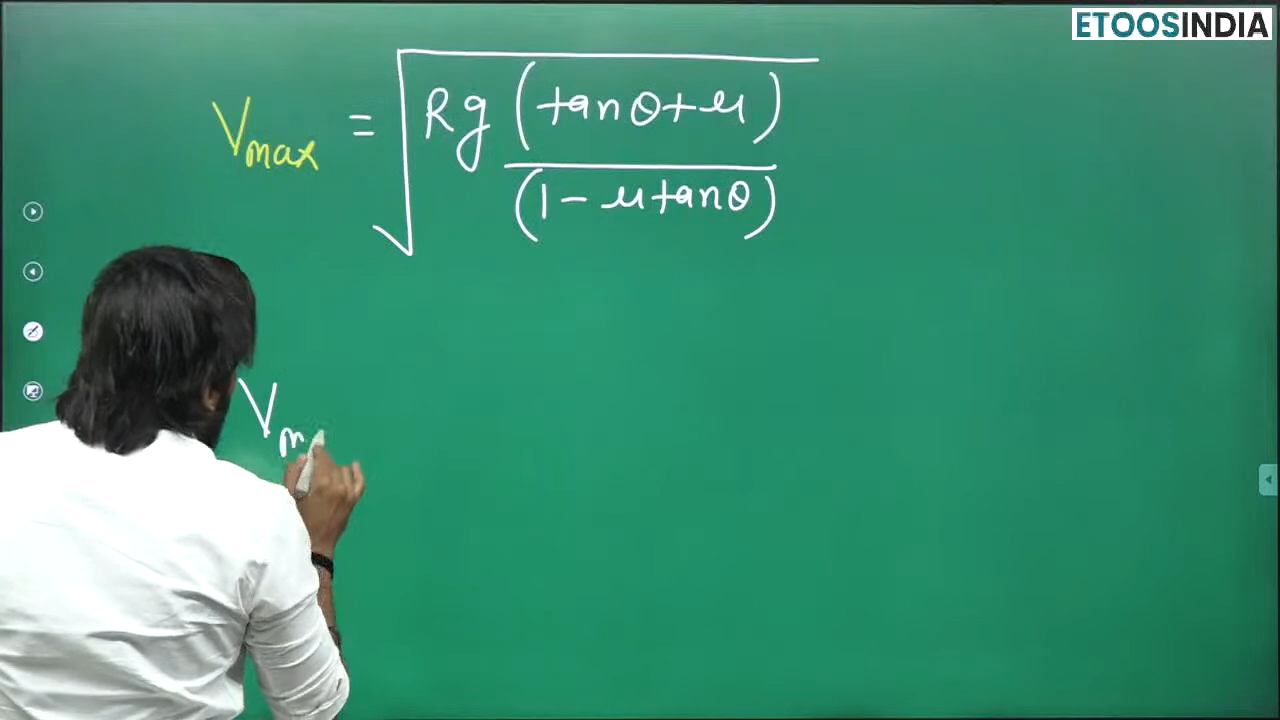 ETOOSINDIA
Vmax = √(Rg (tanθ+μ) / (1 - μtanθ))
Vm